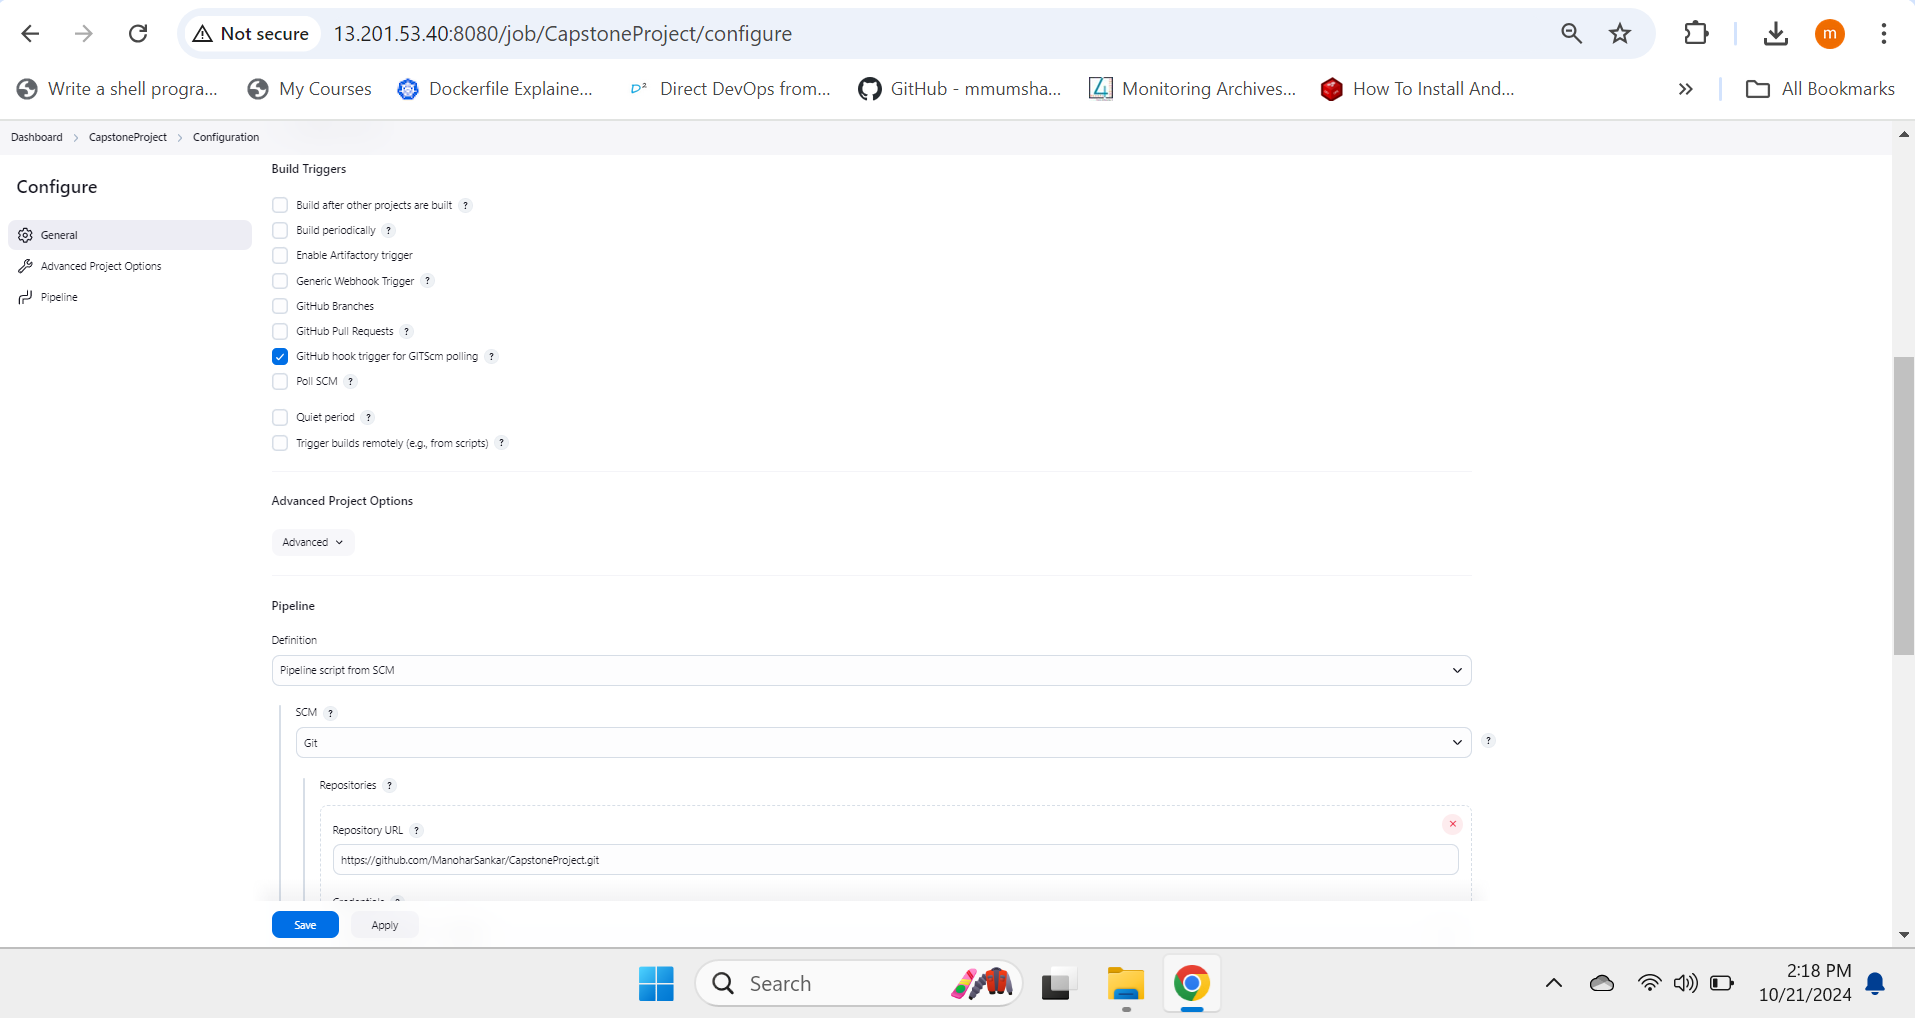 Not secure 13.201.53.40:8080/job/CapstoneProject/configure m
Write a shell progra... My Courses Dockerfile Explaine... D² Direct DevOps from... GitHub - mmumsha... Monitoring Archives... How To Install And... » All Bookmarks
Dashboard > CapstoneProject > Configuration
Configure
General
Advanced Project Options
Pipeline
Build Triggers
Build after other projects are built ?
Build periodically ?
Enable Artifactory trigger
Generic Webhook Trigger ?
GitHub Branches
GitHub Pull Requests ?
GitHub hook trigger for GITScm polling ?
Poll SCM ?
Quiet period ?
Trigger builds remotely (e.g., from scripts) ?
Advanced Project Options
Advanced
Pipeline
Definition
Pipeline script from SCM
SCM ?
Git ?
Repositories ?
Repository URL ?
https://github.com/ManoharSankar/CapstoneProject.git
Save Apply
Search
2:18 PM
10/21/2024